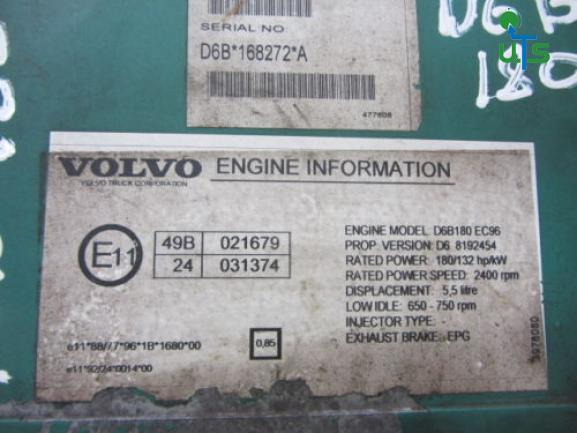 SERIAL NO
D6B*168272*A
477608
D6B
180
UTS
VOLVO
VOLVO TRUCK CORPORATION
ENGINE INFORMATION
E11
49B 021679
24 031374
ENGINE MODEL: D6B180 EC96
PROP. VERSION: D6 8192454
RATED POWER: 180/132 hp/kW
RATED POWER SPEED: 2400 rpm
DISPLACEMENT: 5,5 litre
LOW IDLE: 650 - 750 rpm
INJECTOR TYPE: -
EXHAUST BRAKE: EPG
e11*88/77*96*1B*1680*00
0,85
e11*92/24*0014*00